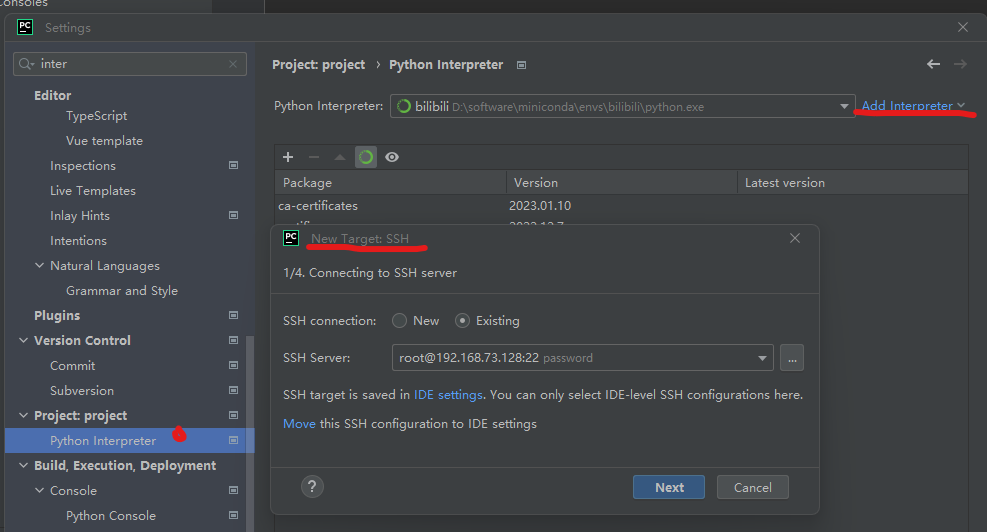 Consoles
PC Settings
inter
Project: project › Python Interpreter
Editor
Python Interpreter: bilibili D:\software\miniconda\envs\bilibili\python.exe Add Interpreter
TypeScript
Vue template
Inspections
Package Version Latest version
Live Templates
ca-certificates 2023.01.10
Inlay Hints
Intentions
PC New Target: SSH
Natural Languages
1/4. Connecting to SSH server
Grammar and Style
Plugins
SSH connection: New Existing
Version Control
SSH Server: root@192.168.73.128:22 password ...
Commit
Subversion
SSH target is saved in IDE settings. You can only select IDE-level SSH configurations here.
Project: project
Move this SSH configuration to IDE settings
Python Interpreter
Build, Execution, Deployment
Console
? Next Cancel
Python Console